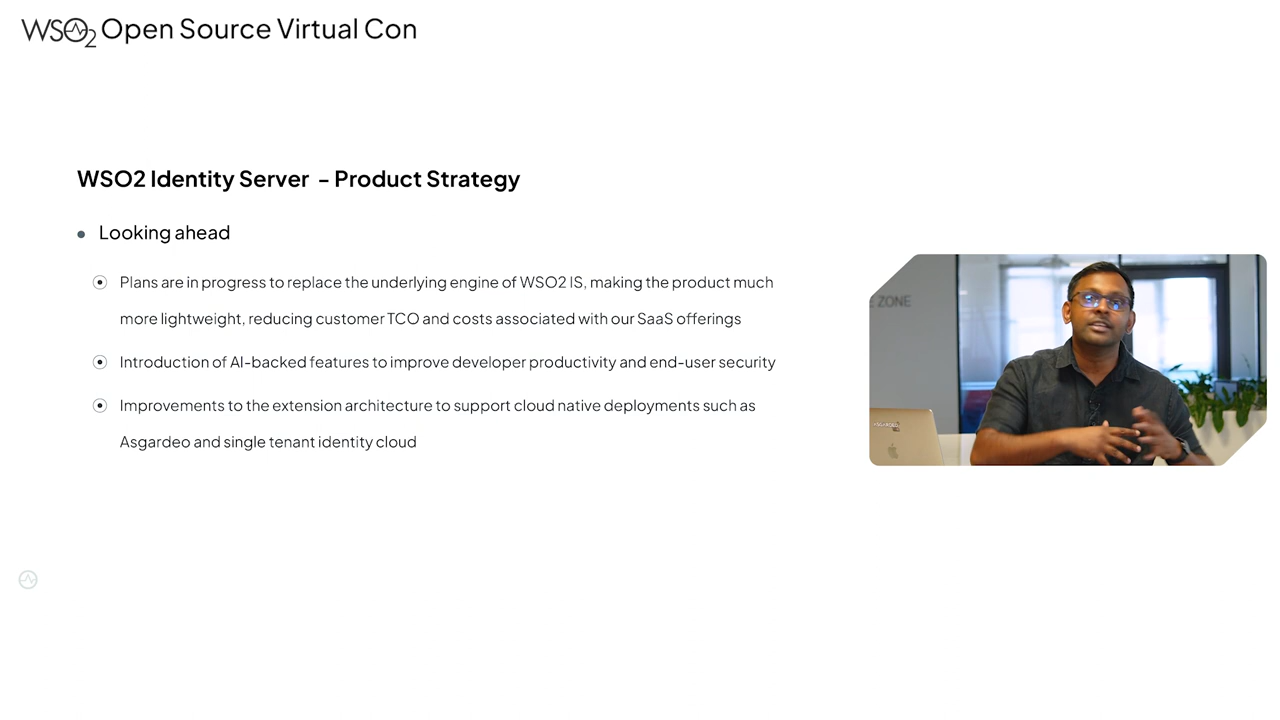 WSO2 Open Source Virtual Con
WSO2 Identity Server - Product Strategy
Looking ahead
Plans are in progress to replace the underlying engine of WSO2 IS, making the product much
more lightweight, reducing customer TCO and costs associated with our SaaS offerings
Introduction of AI-backed features to improve developer productivity and end-user security
Improvements to the extension architecture to support cloud native deployments such as
Asgardeo and single tenant identity cloud
E ZONE